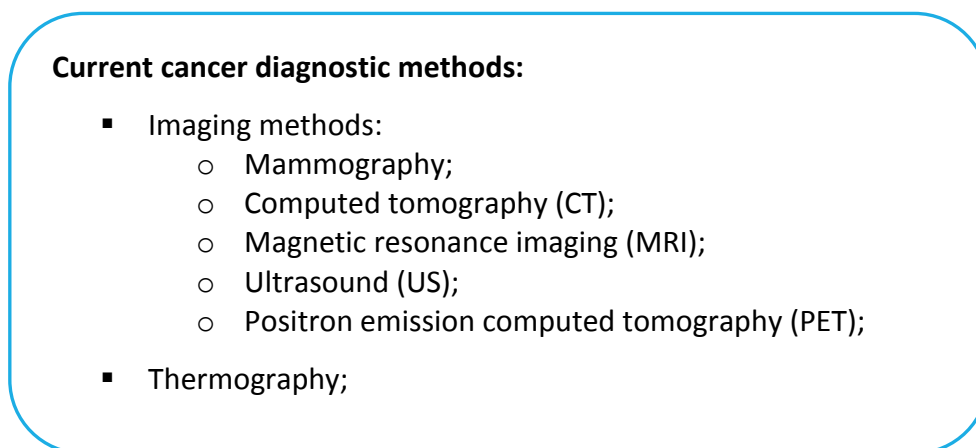 Current cancer diagnostic methods:
▪ Imaging methods:
o Mammography;
o Computed tomography (CT);
o Magnetic resonance imaging (MRI);
o Ultrasound (US);
o Positron emission computed tomography (PET);
▪ Thermography;